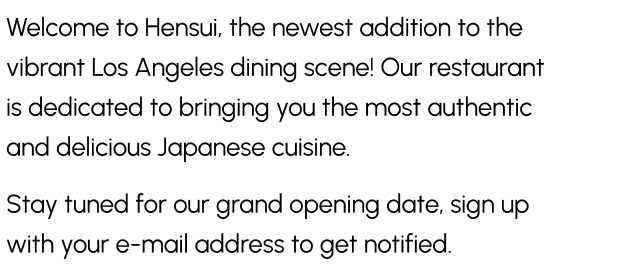 Welcome to Hensui, the newest addition to the
vibrant Los Angeles dining scene! Our restaurant
is dedicated to bringing you the most authentic
and delicious Japanese cuisine.
Stay tuned for our grand opening date, sign up
with your e-mail address to get notified.